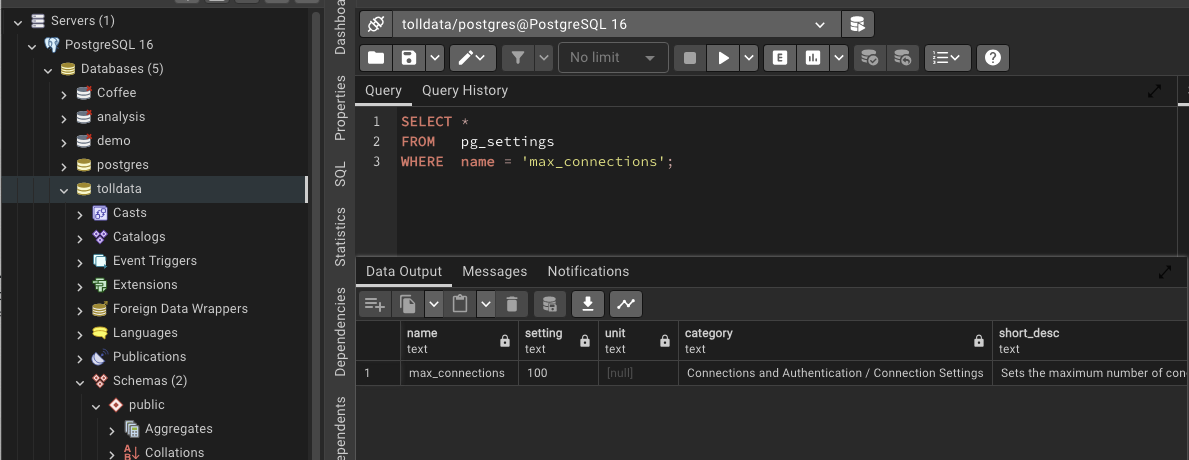 Servers (1)
PostgreSQL 16
Databases (5)
Coffee
analysis
demo
postgres
tolldata
Casts
Catalogs
Event Triggers
Extensions
Foreign Data Wrappers
Languages
Publications
Schemas (2)
public
Aggregates
Collations
Properties
SQL
Statistics
Dependencies
tolldata/postgres@PostgreSQL 16
No limit
E
Query Query History
1 SELECT *
2 FROM pg_settings
3 WHERE name = 'max_connections';
Data Output Messages Notifications
name setting unit category short_desc
text text text text text
1 max_connections 100 [null] Connections and Authentication / Connection Settings Sets the maximum number of